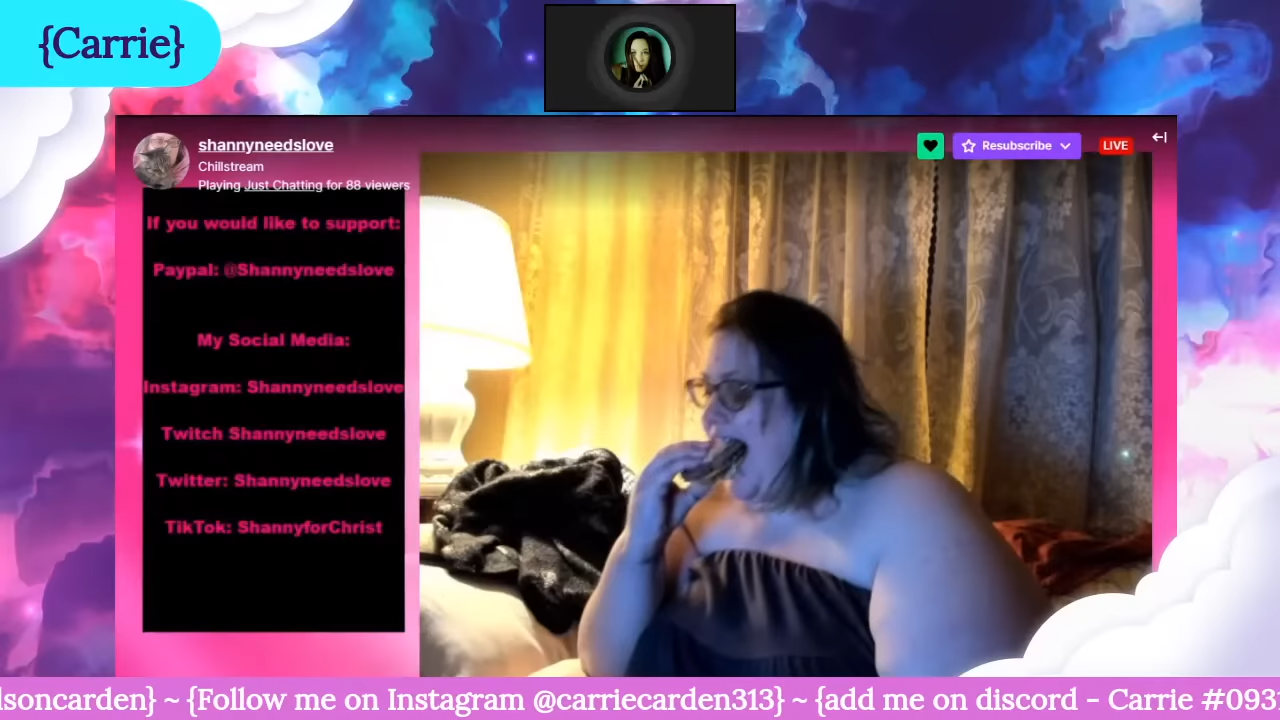 {Carrie}
shannyneedslove
Chillstream
Playing Just Chatting for 88 viewers
Resubscribe
LIVE
If you would like to support:
Paypal: @Shannyneedslove
My Social Media:
Instagram: Shannyneedslove
Twitch Shannyneedslove
Twitter: Shannyneedslove
TikTok: ShannyforChrist
lsoncarden} ~ {Follow me on Instagram @carriecarden313} ~ {add me on discord - Carrie #093